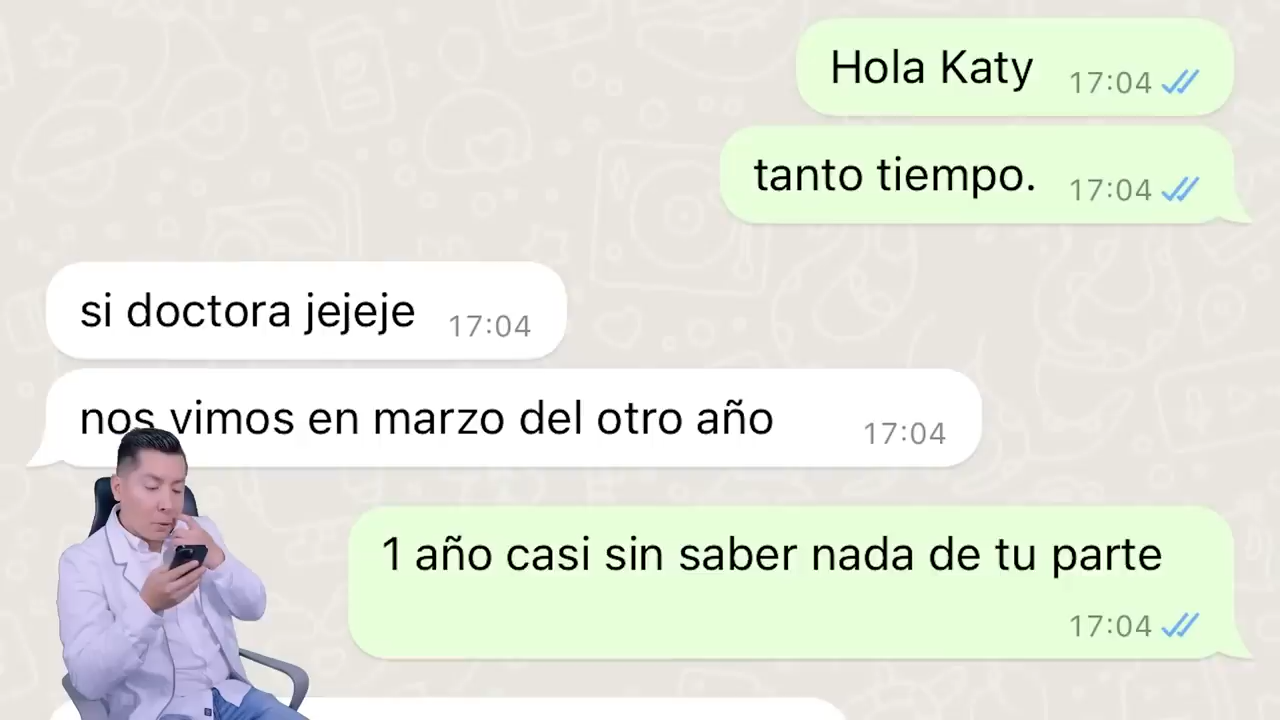 Hola Katy 17:04
tanto tiempo. 17:04
si doctora jejeje 17:04
nos vimos en marzo del otro año 17:04
1 año casi sin saber nada de tu parte
17:04